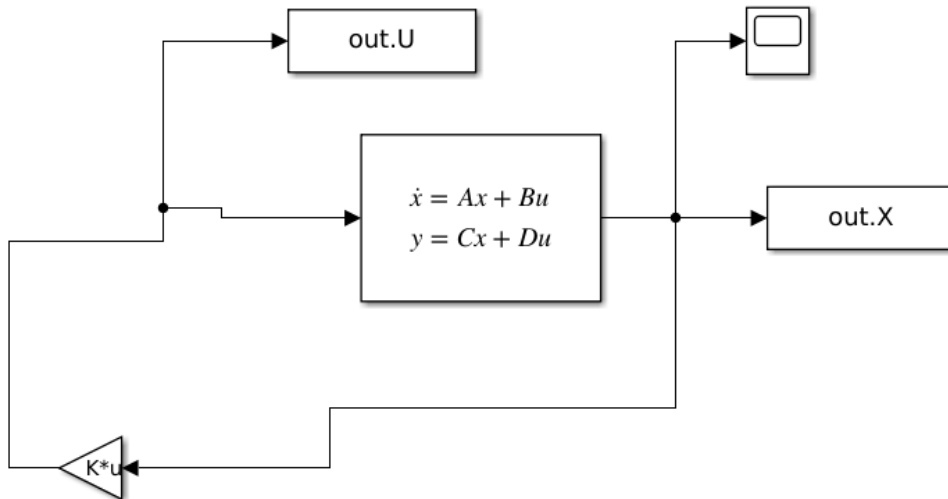 out.U
ẋ = Ax + Bu
y = Cx + Du
out.X
K*u